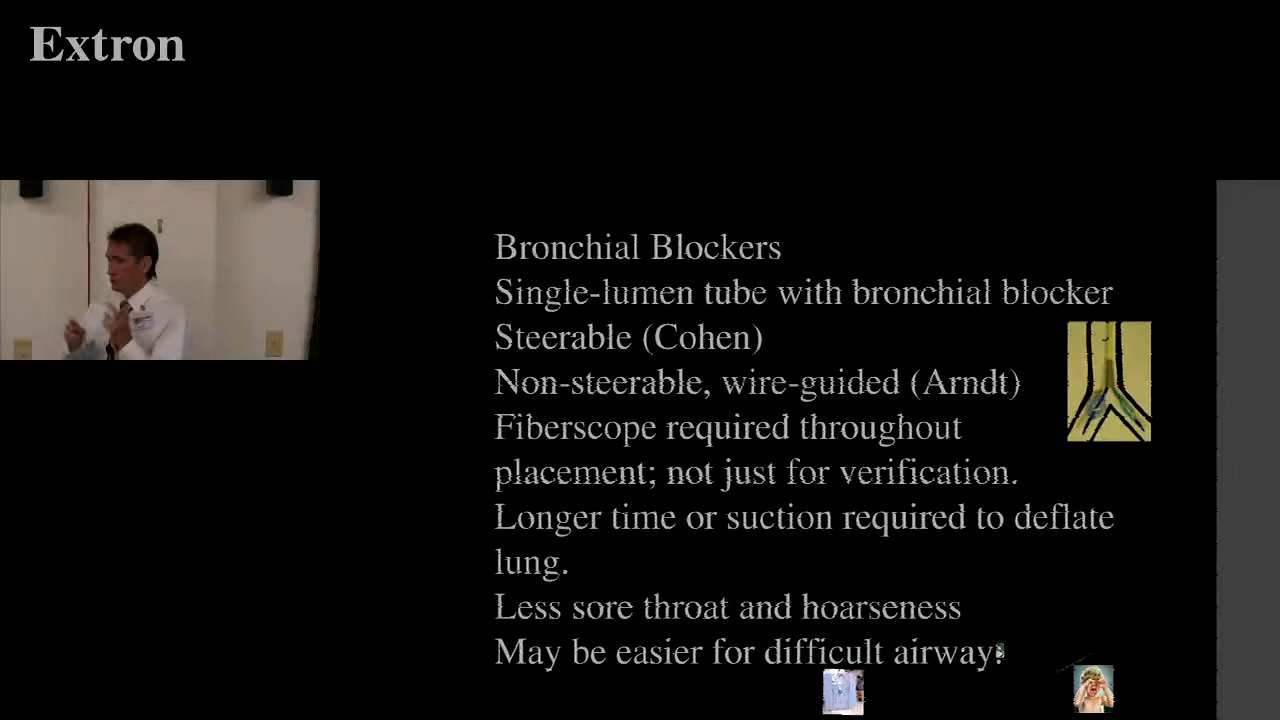 Extron
Bronchial Blockers
Single-lumen tube with bronchial blocker
Steerable (Cohen)
Non-steerable, wire-guided (Arndt)
Fiberscope required throughout
placement; not just for verification.
Longer time or suction required to deflate
lung.
Less sore throat and hoarseness
May be easier for difficult airway.